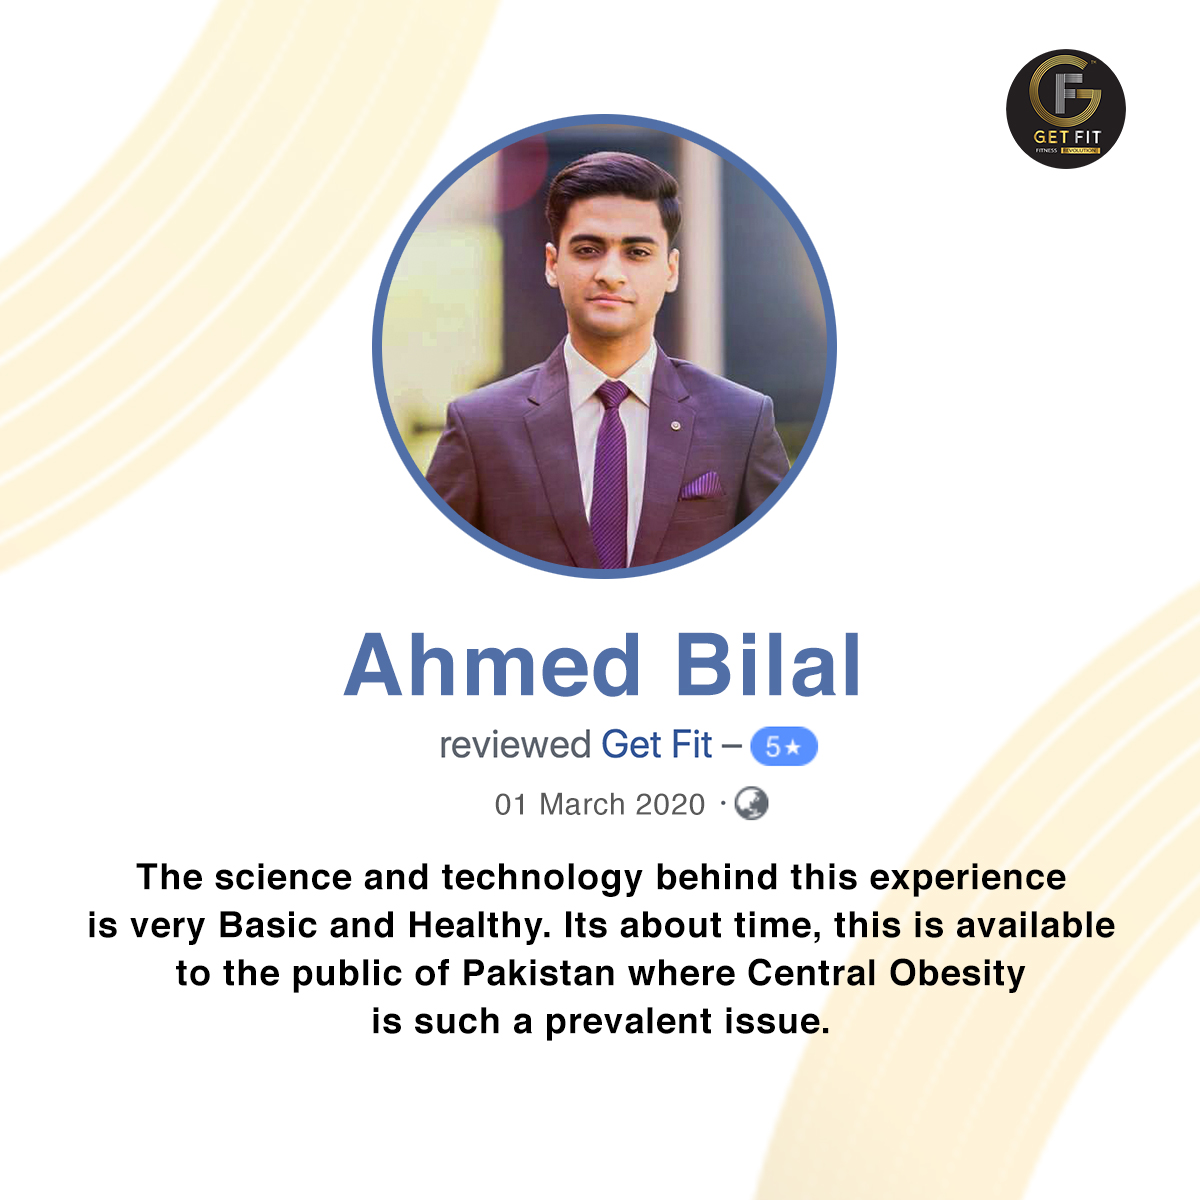 GF
GET FIT
FITNESS REVOLUTION
Ahmed Bilal
reviewed Get Fit – 5★
01 March 2020 ·
The science and technology behind this experience
is very Basic and Healthy. Its about time, this is available
to the public of Pakistan where Central Obesity
is such a prevalent issue.